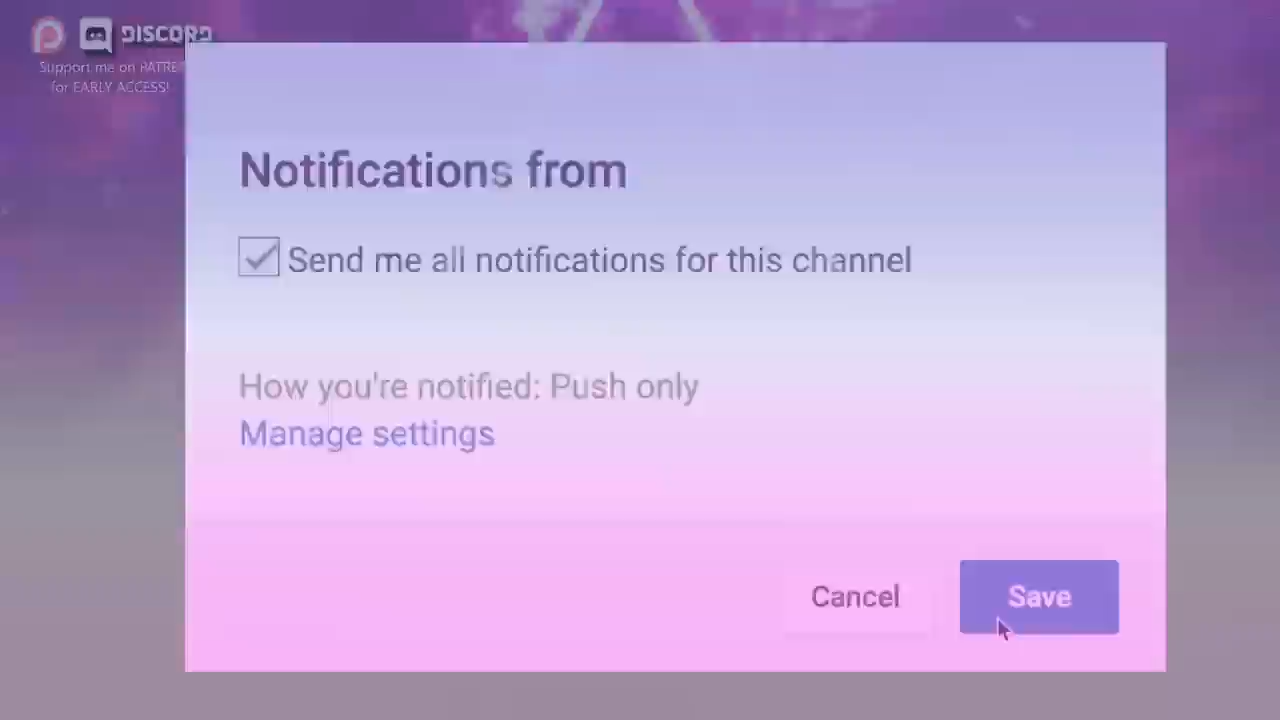 DISCORD
Support me on PATRE
for EARLY ACCESS!
Notifications from
Send me all notifications for this channel
How you're notified: Push only
Manage settings
Cancel
Save